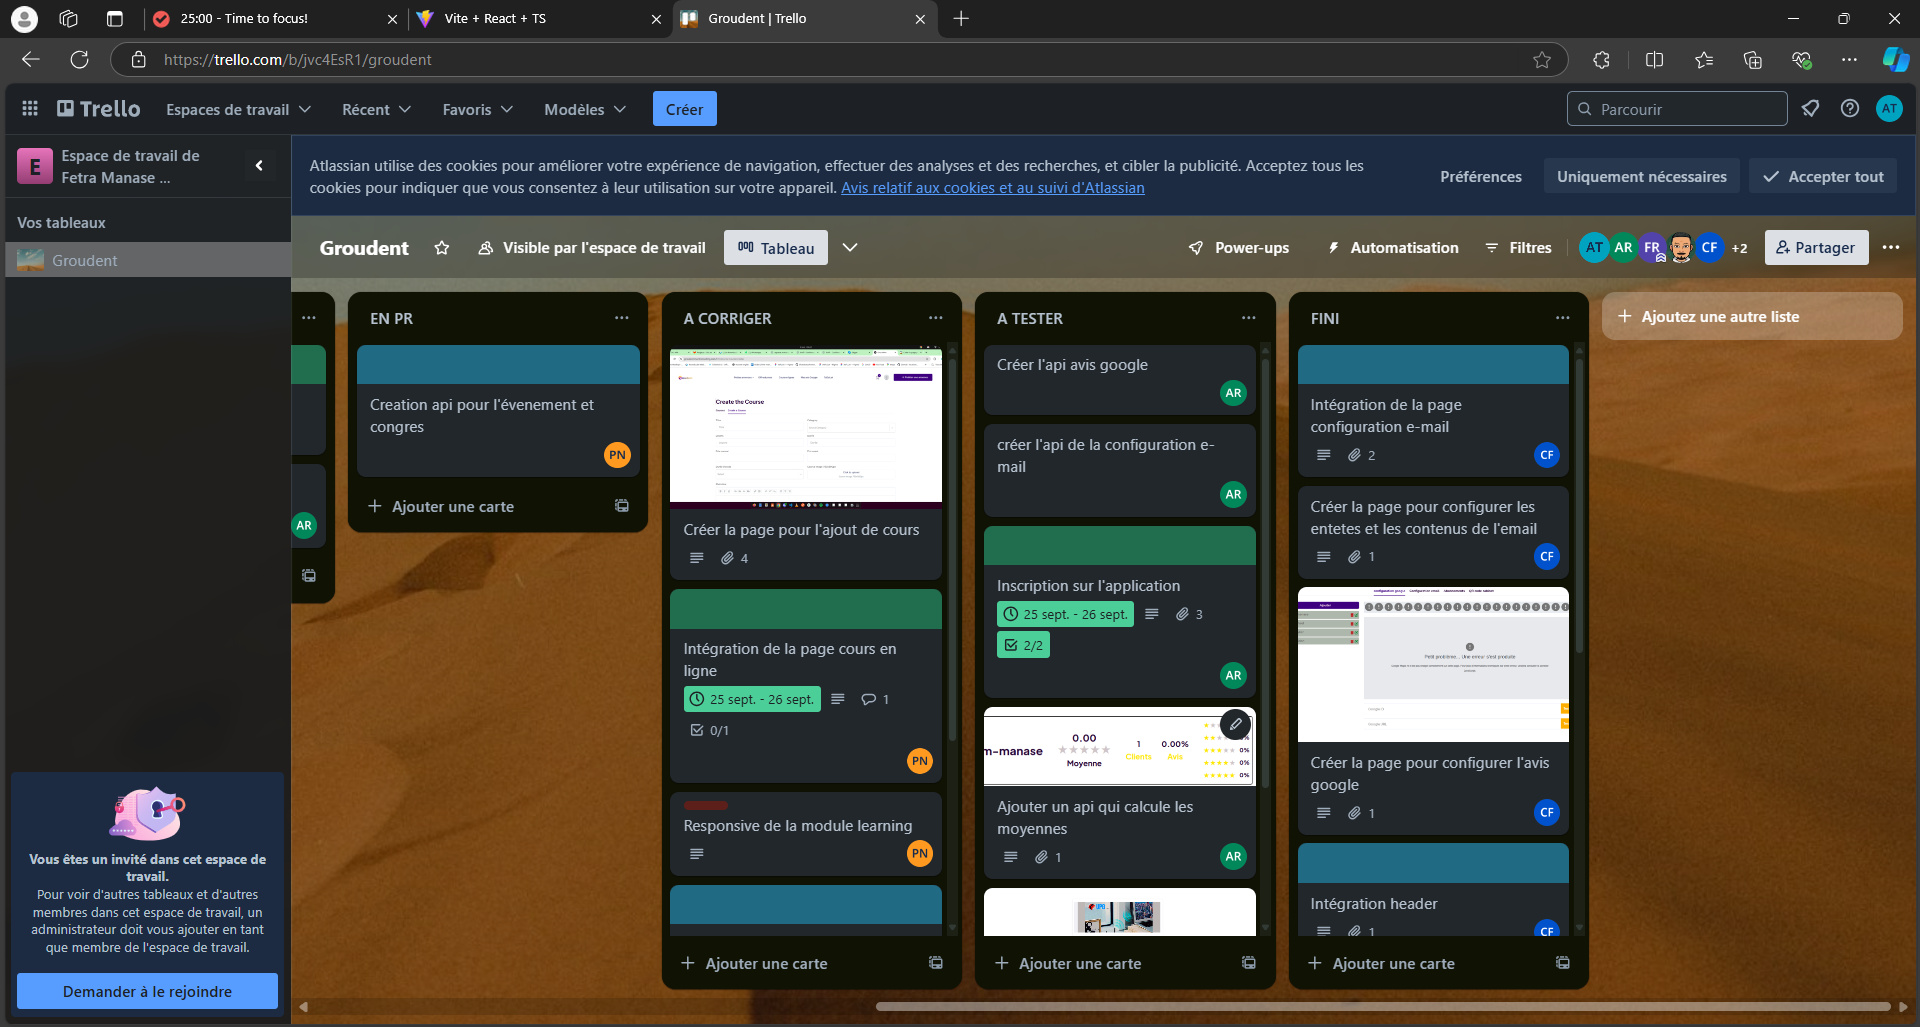 25:00 - Time to focus!
Vite + React + TS
Groudent | Trello
https://trello.com/b/jvc4EsR1/groudent
Trello
Espaces de travail
Récent
Favoris
Modèles
Créer
Parcourir
AT
E
Espace de travail de
Fetra Manase ...
Vos tableaux
Groudent
Atlassian utilise des cookies pour améliorer votre expérience de navigation, effectuer des analyses et des recherches, et cibler la publicité. Acceptez tous les
cookies pour indiquer que vous consentez à leur utilisation sur votre appareil. Avis relatif aux cookies et au suivi d'Atlassian
Préférences
Uniquement nécessaires
Accepter tout
Groudent
Visible par l'espace de travail
Tableau
Power-ups
Automatisation
Filtres
AT
AR
FR
CF
+2
Partager
AR
EN PR
Creation api pour l'évenement et
congres
PN
Ajouter une carte
A CORRIGER
Create the Course
Créer la page pour l'ajout de cours
4
Intégration de la page cours en
ligne
25 sept. - 26 sept.
1
0/1
PN
Responsive de la module learning
PN
Ajouter une carte
A TESTER
Créer l'api avis google
AR
créer l'api de la configuration e-
mail
AR
Inscription sur l'application
25 sept. - 26 sept.
3
2/2
AR
m-manase
0.00
Moyenne
1
Clients
0.00%
Avis
0%
0%
0%
0%
Ajouter un api qui calcule les
moyennes
1
AR
Ajouter une carte
FINI
Intégration de la page
configuration e-mail
2
CF
Créer la page pour configurer les
entetes et les contenus de l'email
1
CF
Ajouter
Petit problème... Une erreur s'est produite
Créer la page pour configurer l'avis
google
1
CF
Intégration header
1
CF
Ajouter une carte
Ajoutez une autre liste
Vous êtes un invité dans cet espace de
travail.
Pour voir d'autres tableaux et d'autres
membres dans cet espace de travail, un
administrateur doit vous ajouter en tant
que membre de l'espace de travail.
Demander à le rejoindre